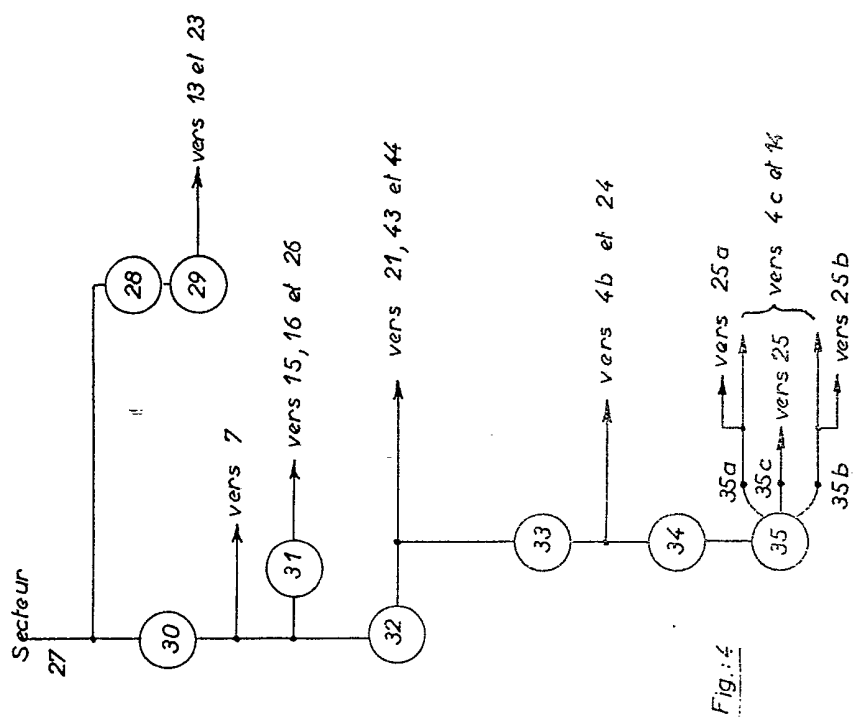 Secteur
27
28
29
vers 13 et 23
30
vers 7
31
vers 15, 16 et 26
32
vers 21, 43 et 44
33
vers 4b et 24
34
35
35a
35c
35b
vers 25a
vers 25
vers 4c et
vers 25b
Fig.: 4